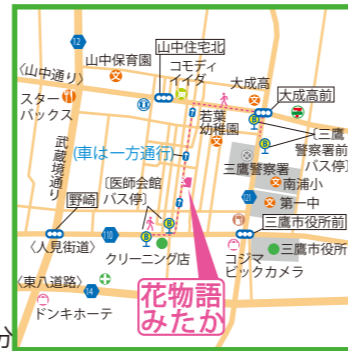 12
山中住宅北
山中保育園
コモディ
イイダ
〈山中通り〉
大成高
大成高前
スター
バックス
若葉
幼稚園
〔三鷹
警察署前
バス停〕
武蔵境通り
(車は一方通行)
三鷹警察署
南浦小
〔医師会館
バス停〕
121
第一中
野崎
三鷹市役所前
〈人見街道〉
110
クリーニング店
コジマ
ビックカメラ
三鷹市役所
〈東八道路〉
14
ドンキホーテ
花物語
みたか
分